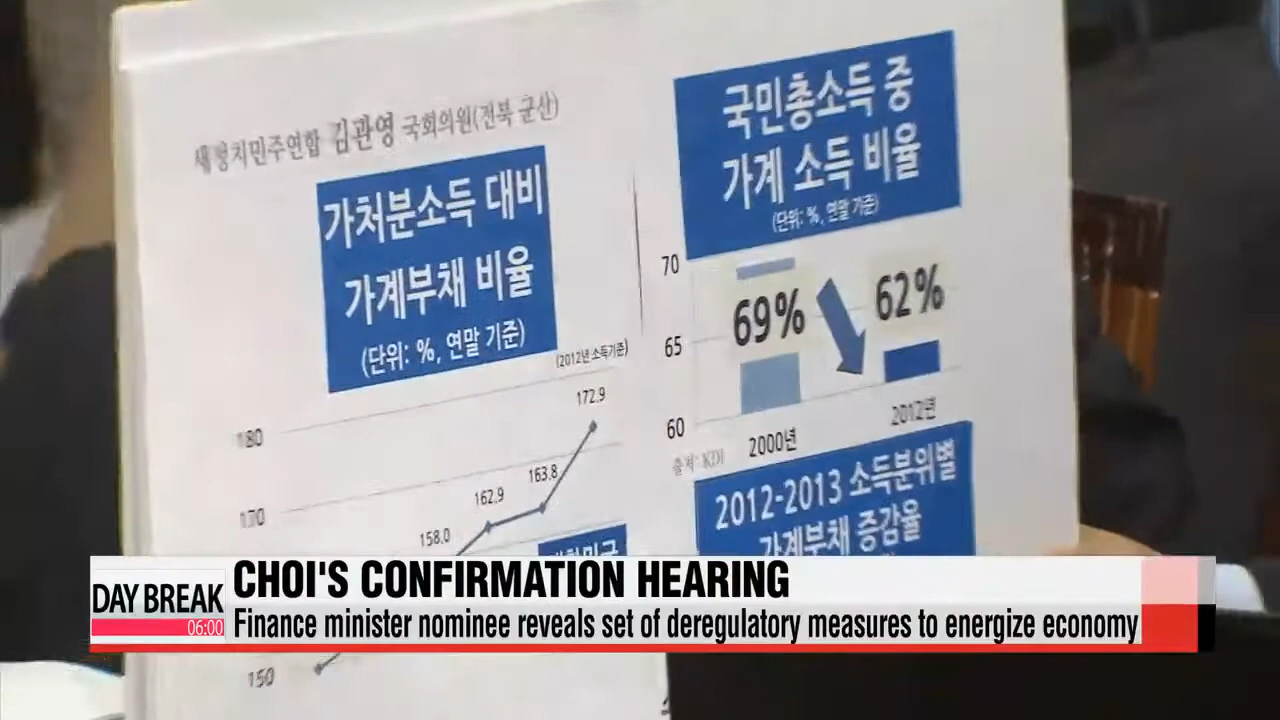 새정치민주연합 김관영 국회의원(전북 군산)
가처분소득 대비
가계부채 비율
(단위: %, 연말 기준)
(2012년 소득기준)
180
170
150
158.0
162.9
163.8
172.9
국민총소득 중
가계 소득 비율
(단위: %, 연말 기준)
70
65
60
69%
62%
2000년
2012년
출처: KDI
2012-2013 소득분위별
가계부채 증감율
DAY BREAK
06:00
CHOI'S CONFIRMATION HEARING
Finance minister nominee reveals set of deregulatory measures to energize economy